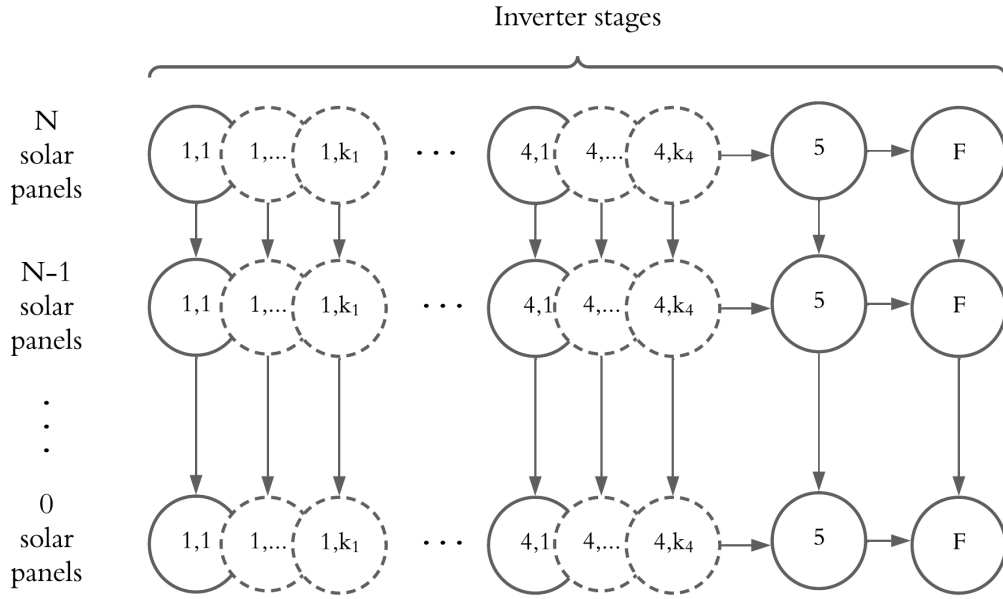 Inverter stages
N
solar
panels
1,1 1,... 1,k₁ ... 4,1 4,... 4,k₄ 5 F
N-1
solar
panels
1,1 1,... 1,k₁ ... 4,1 4,... 4,k₄ 5 F
.
.
.
0
solar
panels
1,1 1,... 1,k₁ ... 4,1 4,... 4,k₄ 5 F